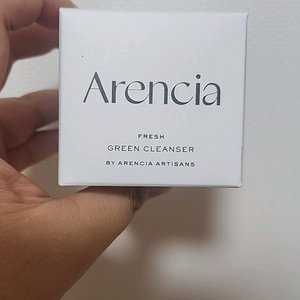 Arencia
FRESH
GREEN CLEANSER
BY ARENCIA ARTISANS